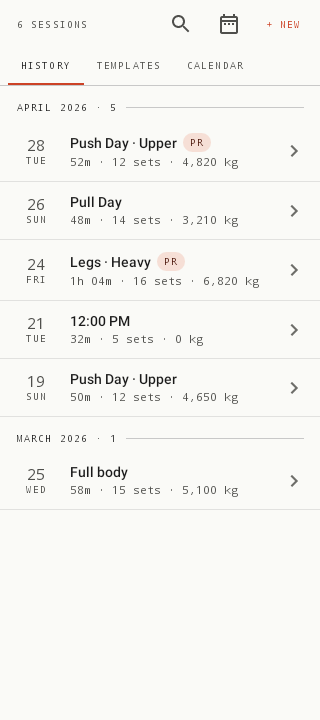 6 SESSIONS
+ NEW
HISTORY TEMPLATES CALENDAR
APRIL 2026 · 5
28 Push Day · Upper PR
TUE 52m · 12 sets · 4,820 kg
26 Pull Day
SUN 48m · 14 sets · 3,210 kg
24 Legs · Heavy PR
FRI 1h 04m · 16 sets · 6,820 kg
21 12:00 PM
TUE 32m · 5 sets · 0 kg
19 Push Day · Upper
SUN 50m · 12 sets · 4,650 kg
MARCH 2026 · 1
25 Full body
WED 58m · 15 sets · 5,100 kg